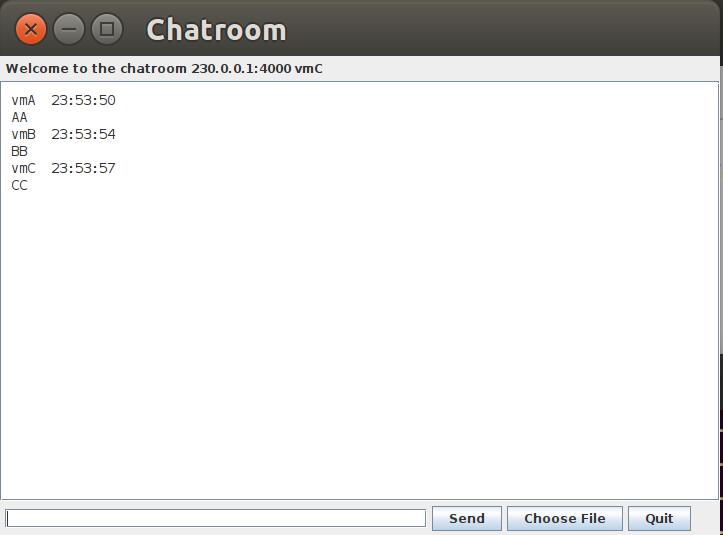 Chatroom
Welcome to the chatroom 230.0.0.1:4000 vmC
vmA  23:53:50
AA
vmB  23:53:54
BB
vmC  23:53:57
CC
Send Choose File Quit